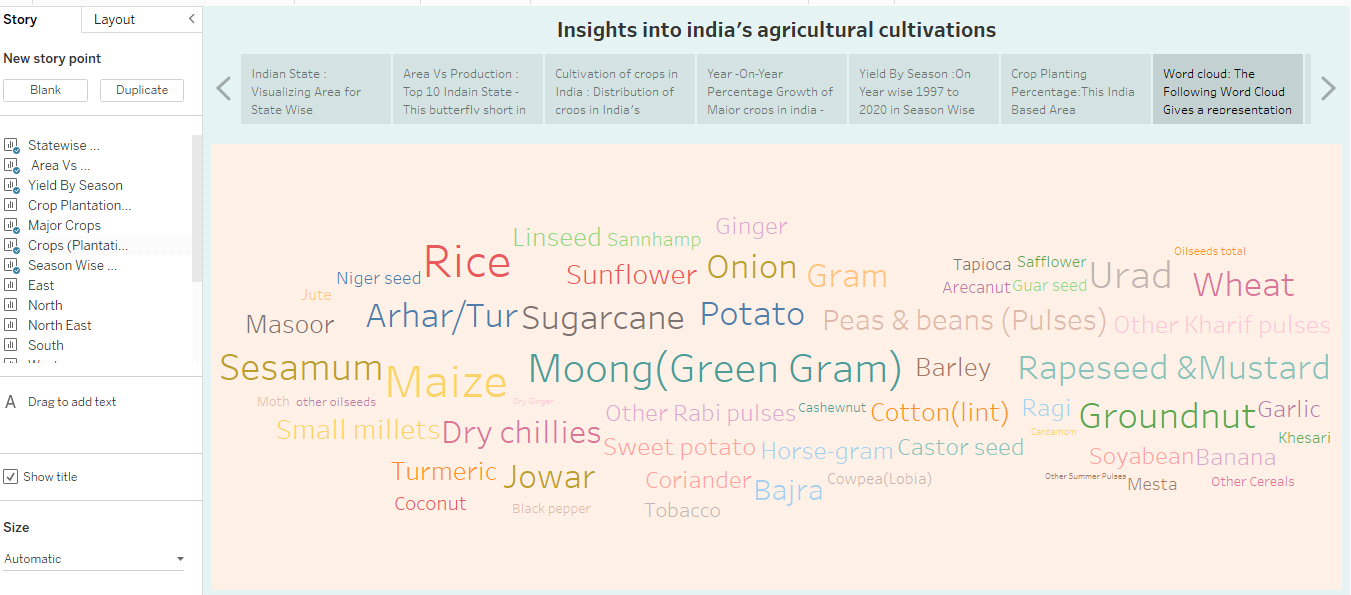 Story
Layout
New story point
Blank
Duplicate
Statewise ...
Area Vs ...
Yield By Season
Crop Plantation...
Major Crops
Crops (Plantati...
Season Wise ...
East
North
North East
South
A Drag to add text
Show title
Size
Automatic
Insights into india's agricultural cultivations
Indian State :
Visualizing Area for
State Wise
Area Vs Production :
Top 10 Indain State -
This butterfly short in
Cultivation of crops in
India : Distribution of
crops in India's
Year -On-Year
Percentage Growth of
Major crops in india -
Yield By Season :On
Year wise 1997 to
2020 in Season Wise
Crop Planting
Percentage:This India
Based Area
Word cloud: The
Following Word Cloud
Gives a representation
Ginger
Linseed
Sannhamp
Oilseeds total
Rice
Niger seed
Sunflower
Onion
Gram
Tapioca
Safflower
Urad
Wheat
Arecanut
Guar seed
Jute
Masoor
Arhar/Tur
Sugarcane
Potato
Peas & beans (Pulses)
Other Kharif pulses
Sesamum
Maize
Moong(Green Gram)
Barley
Rapeseed &Mustard
Moth
other oilseeds
Dry Ginger
Other Rabi pulses
Cashewnut
Cotton(lint)
Ragi
Groundnut
Garlic
Small millets
Dry chillies
Cardamom
Khesari
Sweet potato
Horse-gram
Castor seed
Soyabean
Banana
Turmeric
Jowar
Coriander
Bajra
Cowpea(Lobia)
Other Summer Pulses
Mesta
Other Cereals
Coconut
Black pepper
Tobacco